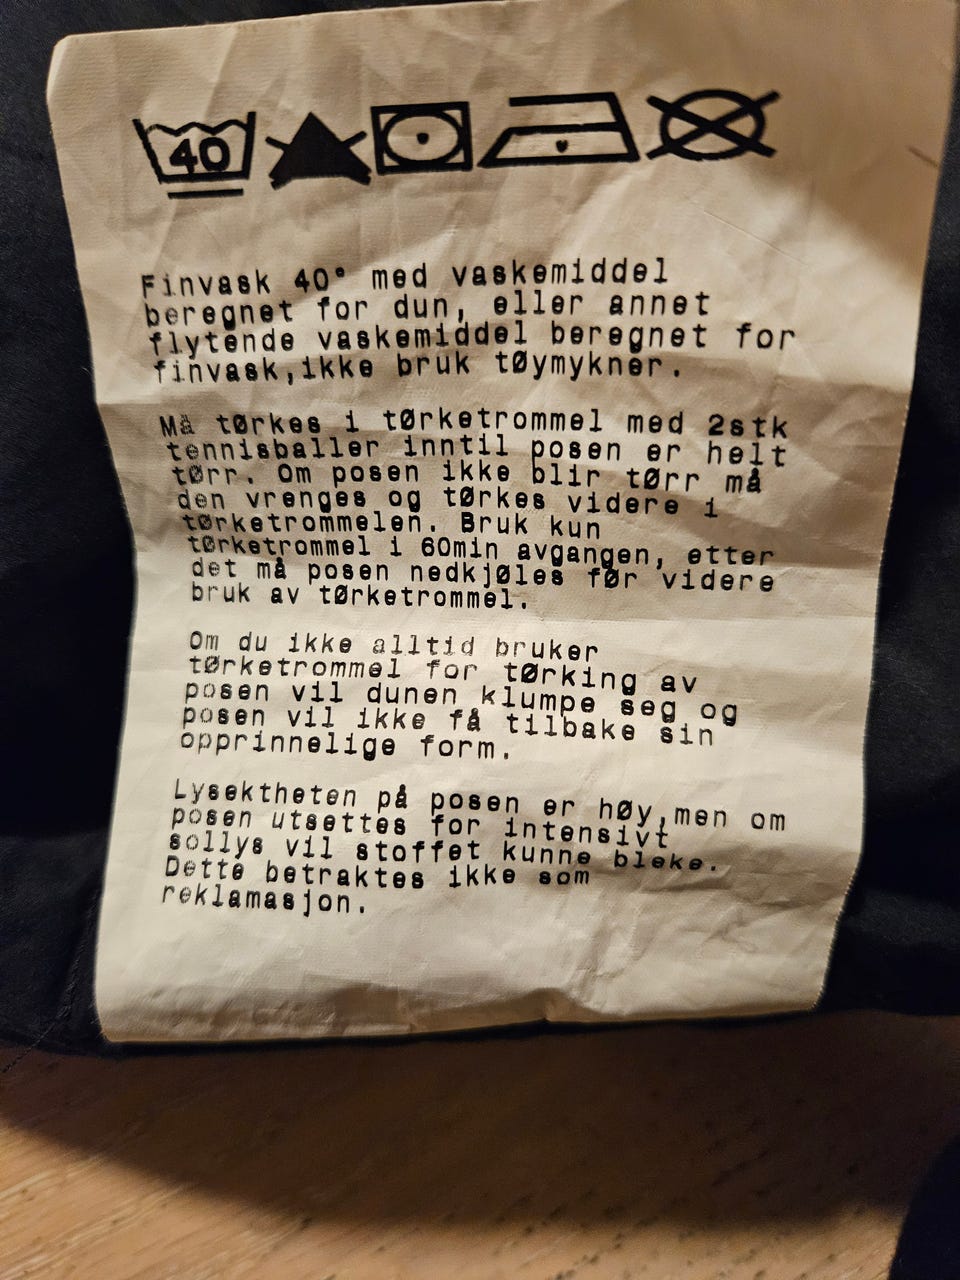 40
Finvask 40° med vaskemiddel
beregnet for dun, eller annet
flytende vaskemiddel beregnet for
finvask,ikke bruk tøymykner.
Må tørkes i tørketrommel med 2stk
tennisballer inntil posen er helt
tørr. Om posen ikke blir tørr må
den vrenges og tørkes videre i
tørketrommelen. Bruk kun
tørketrommel i 60min avgangen, etter
det må posen nedkjøles før videre
bruk av tørketrommel.
Om du ikke alltid bruker
tørketrommel for tørking av
posen vil dunen klumpe seg og
posen vil ikke få tilbake sin
opprinnelige form.
Lysektheten på posen er høy,men om
posen utsettes for intensivt
sollys vil stoffet kunne bleke.
Dette betraktes ikke som
reklamasjon.